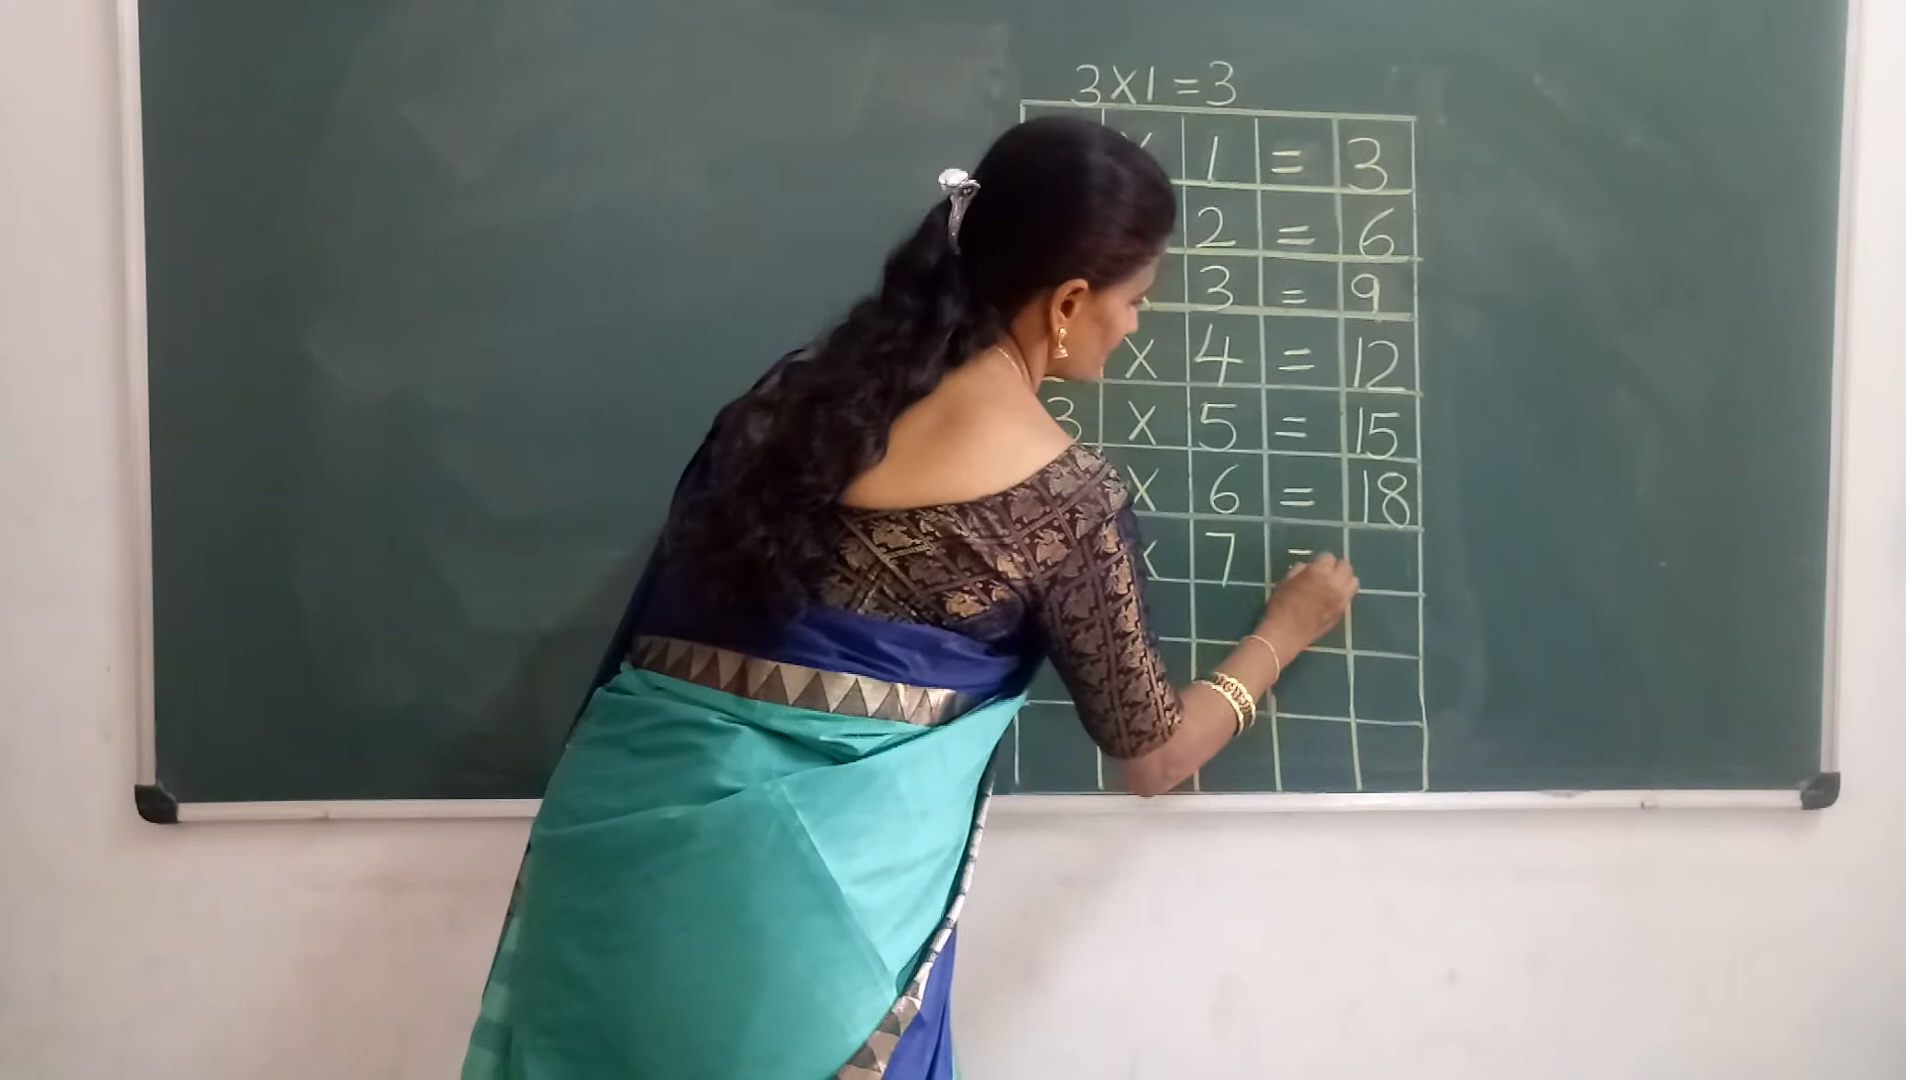 3X1=3
X 1 = 3
2 = 6
3 = 9
X 4 = 12
3 X 5 = 15
X 6 = 18
X 7 =